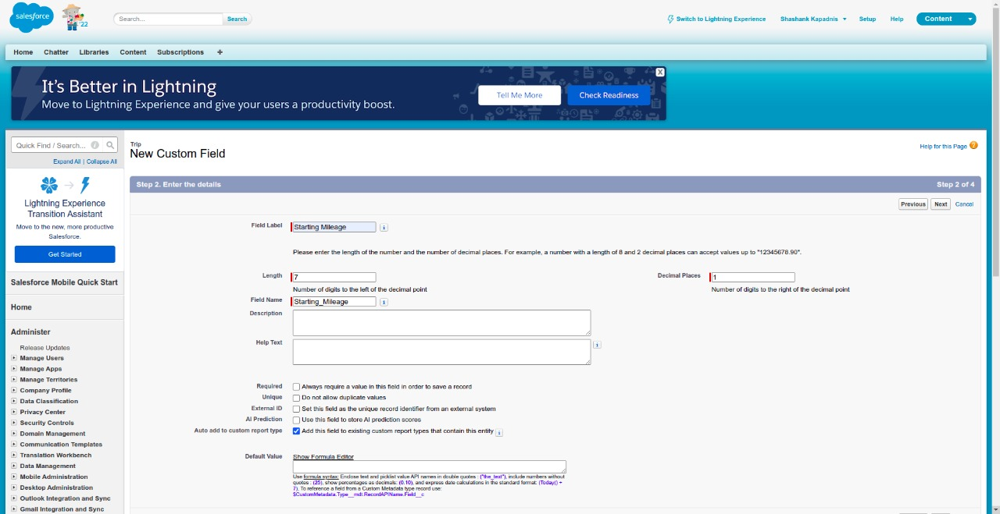 salesforce
'22
Search...
Search
Switch to Lightning Experience
Shashank Kapadnis
Setup
Help
Content
Home Chatter Libraries Content Subscriptions +
It's Better in Lightning
Move to Lightning Experience and give your users a productivity boost.
Tell Me More
Check Readiness
X
Quick Find / Search...
Expand All | Collapse All
Lightning Experience
Transition Assistant
Move to the new, more productive
Salesforce.
Get Started
Salesforce Mobile Quick Start
Home
Administer
Release Updates
Manage Users
Manage Apps
Manage Territories
Company Profile
Data Classification
Privacy Center
Security Controls
Domain Management
Communication Templates
Translation Workbench
Data Management
Mobile Administration
Desktop Administration
Outlook Integration and Sync
Gmail Integration and Sync
Trip
New Custom Field
Help for this Page ?
Step 2. Enter the details
Step 2 of 4
Previous Next Cancel
Field Label Starting Mileage i
Please enter the length of the number and the number of decimal places. For example, a number with a length of 8 and 2 decimal places can accept values up to "12345678.90".
Length 7
Decimal Places 1
Number of digits to the left of the decimal point
Number of digits to the right of the decimal point
Field Name Starting_Mileage i
Description
Help Text i
Required Always require a value in this field in order to save a record
Unique Do not allow duplicate values
External ID Set this field as the unique record identifier from an external system
AI Prediction Use this field to store AI prediction scores
Auto add to custom report type Add this field to existing custom report types that contain this entity i
Default Value Show Formula Editor
Use formula syntax: Enclose text and picklist value API names in double quotes : ("the_text"), include numbers without
quotes : (25), show percentages as decimals: (0.10), and express date calculations in the standard format: (Today() +
7), To reference a field from a Custom Metadata type record use:
$CustomMetadata.Type__mdt.RecordAPIName.Field__c